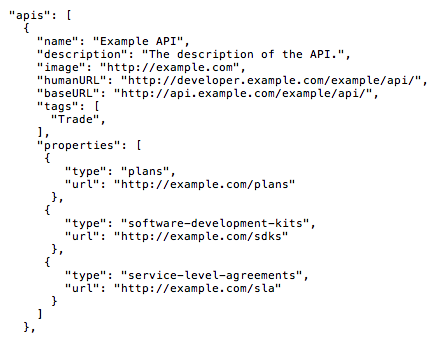 "apis": [
{
"name": "Example API",
"description": "The description of the API.",
"image": "http://example.com",
"humanURL": "http://developer.example.com/example/api/",
"baseURL": "http://api.example.com/example/api/",
"tags": [
"Trade",
],
"properties": [
{
"type": "plans",
"url": "http://example.com/plans"
},
{
"type": "software-development-kits",
"url": "http://example.com/sdks"
},
{
"type": "service-level-agreements",
"url": "http://example.com/sla"
}
]
},